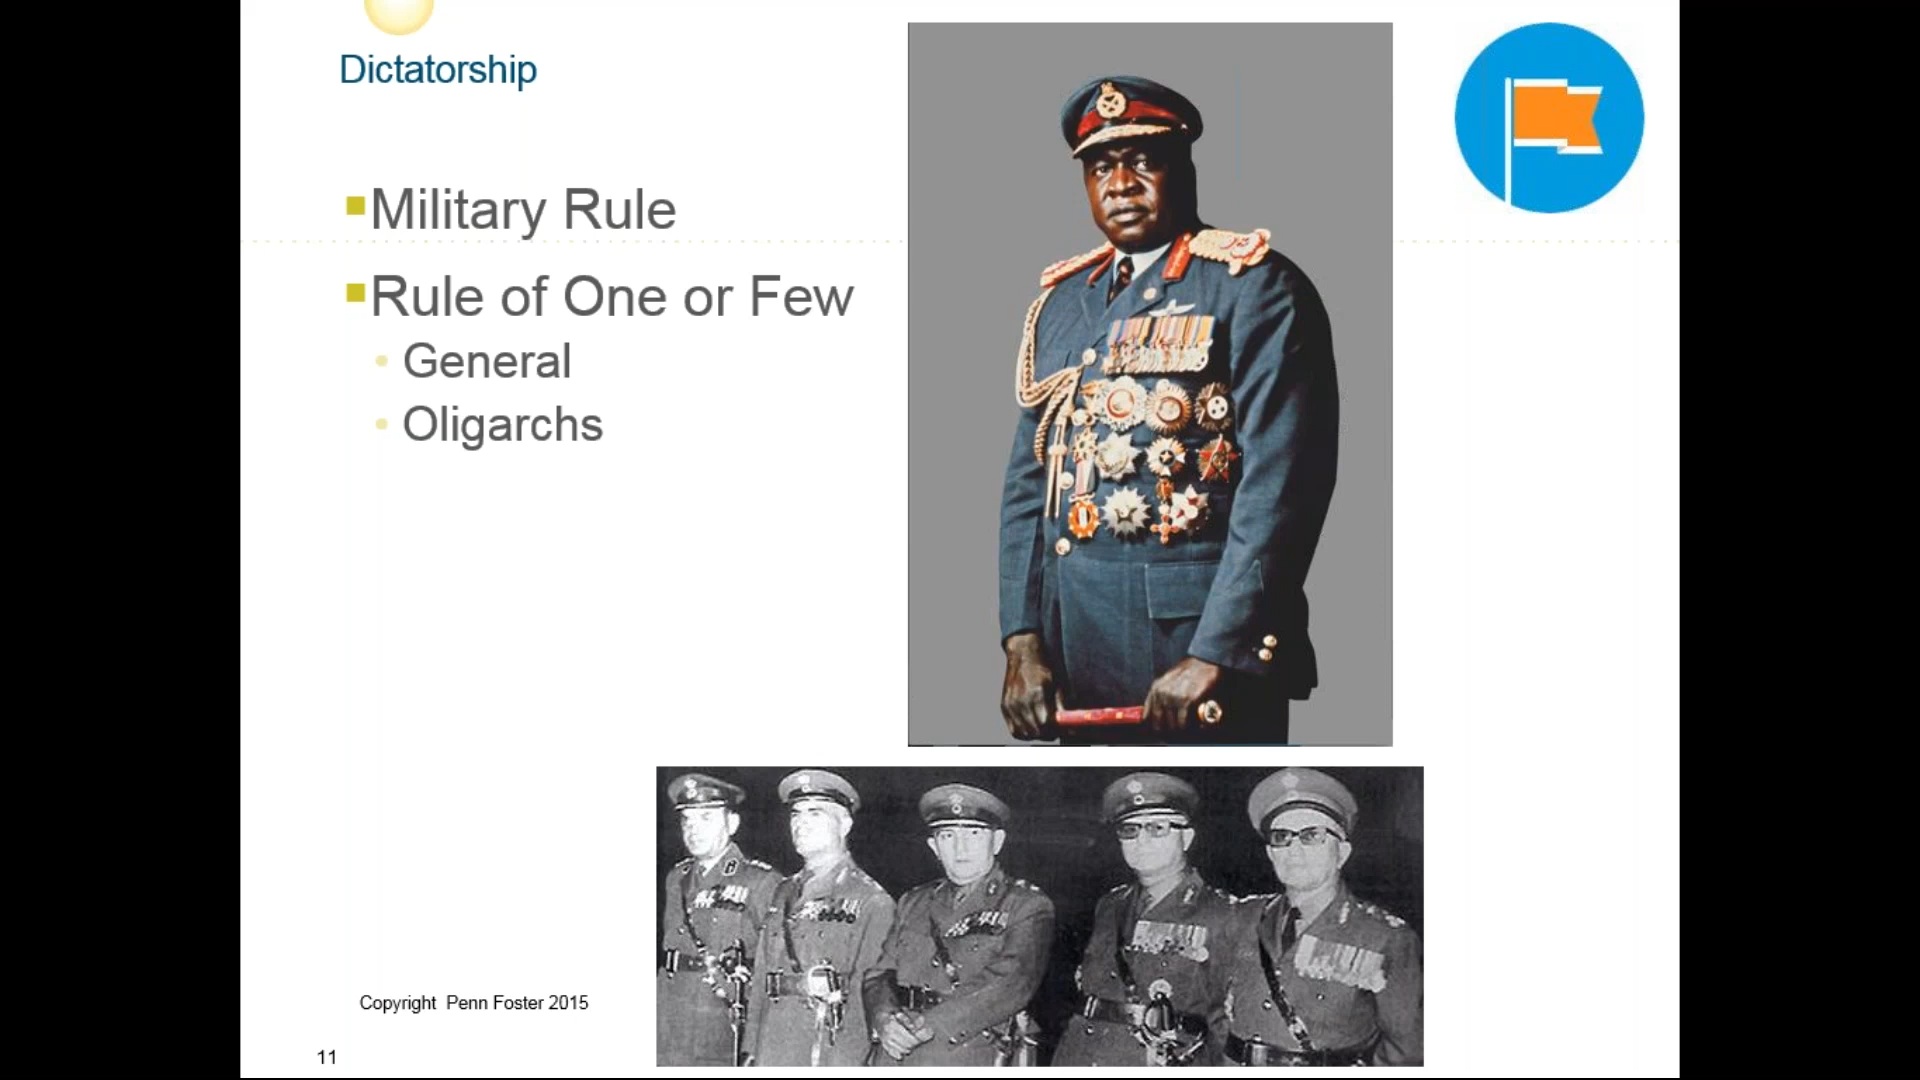 Dictatorship
Military Rule
Rule of One or Few
General
Oligarchs
Copyright Penn Foster 2015
11